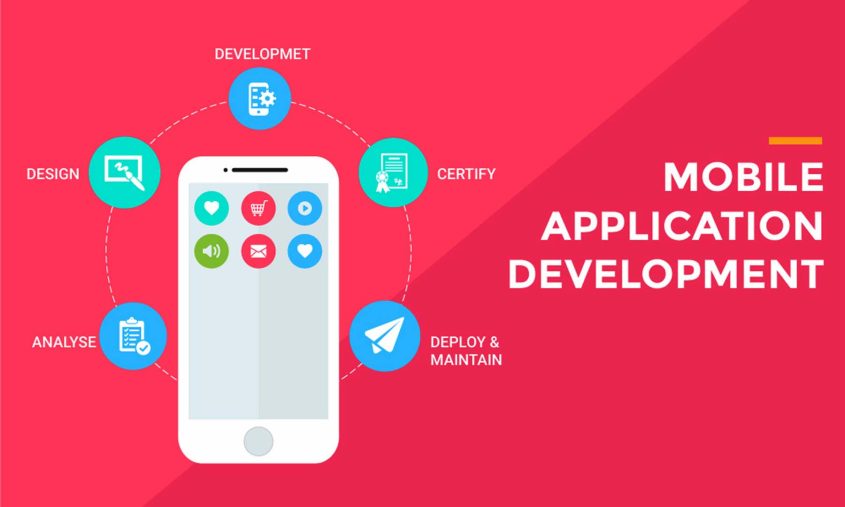 DEVELOPMET
DESIGN
CERTIFY
ANALYSE
DEPLOY &
MAINTAIN
MOBILE
APPLICATION
DEVELOPMENT